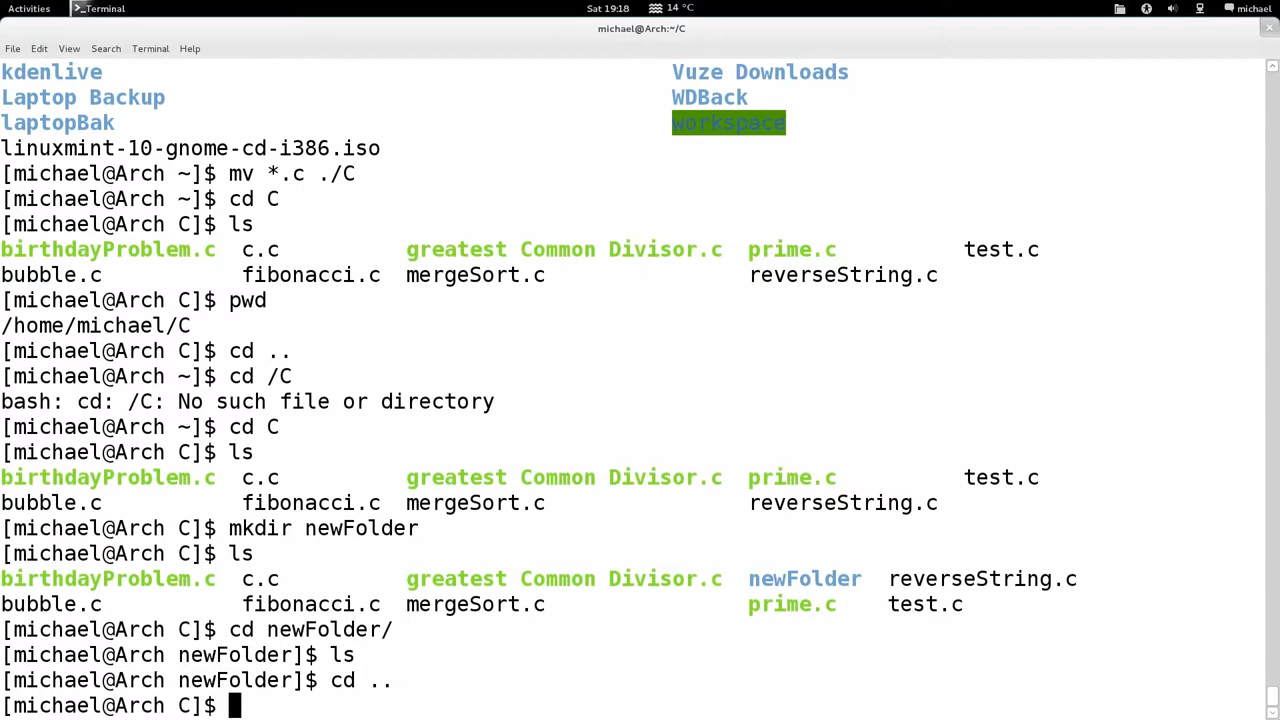 Activities Terminal Sat 19:18 14 °C michael
michael@Arch:~/C
File Edit View Search Terminal Help
kdenlive Vuze Downloads
Laptop Backup WDBack
laptopBak workspace
linuxmint-10-gnome-cd-i386.iso
[michael@Arch ~]$ mv *.c ./C
[michael@Arch ~]$ cd C
[michael@Arch C]$ ls
birthdayProblem.c c.c greatest Common Divisor.c prime.c test.c
bubble.c fibonacci.c mergeSort.c reverseString.c
[michael@Arch C]$ pwd
/home/michael/C
[michael@Arch C]$ cd ..
[michael@Arch ~]$ cd /C
bash: cd: /C: No such file or directory
[michael@Arch ~]$ cd C
[michael@Arch C]$ ls
birthdayProblem.c c.c greatest Common Divisor.c prime.c test.c
bubble.c fibonacci.c mergeSort.c reverseString.c
[michael@Arch C]$ mkdir newFolder
[michael@Arch C]$ ls
birthdayProblem.c c.c greatest Common Divisor.c newFolder reverseString.c
bubble.c fibonacci.c mergeSort.c prime.c test.c
[michael@Arch C]$ cd newFolder/
[michael@Arch newFolder]$ ls
[michael@Arch newFolder]$ cd ..
[michael@Arch C]$